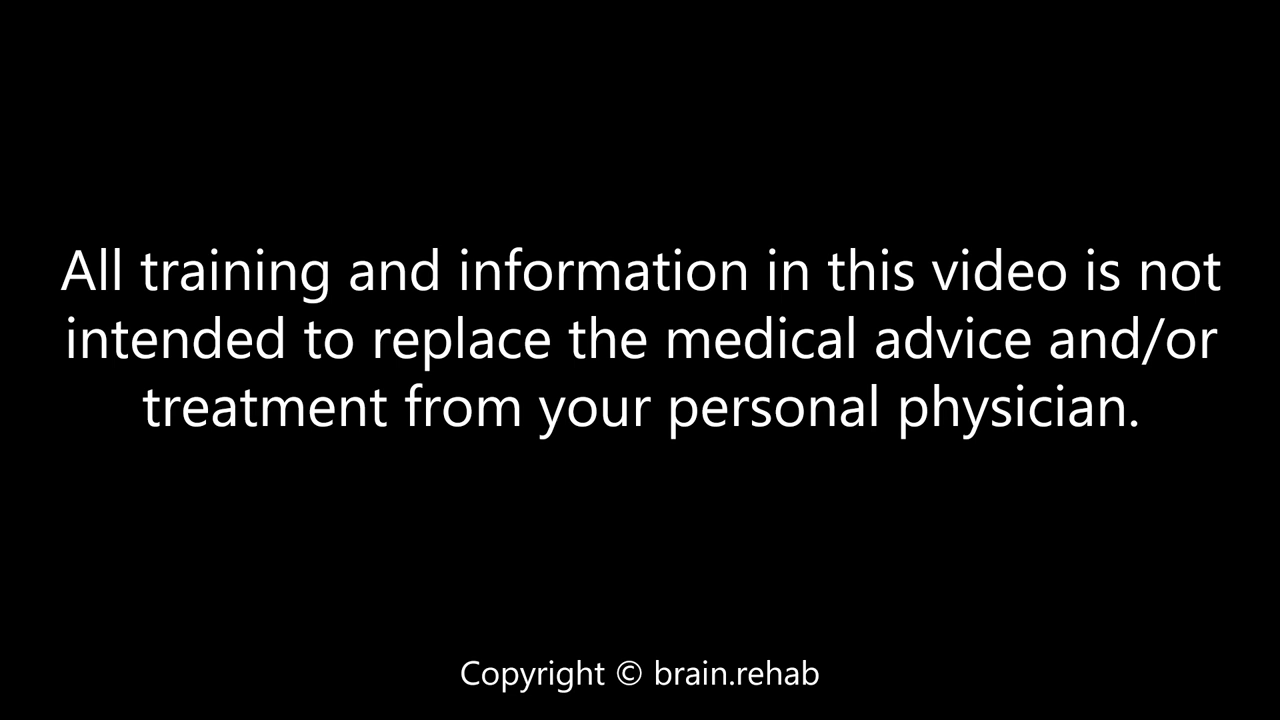 All training and information in this video is not
intended to replace the medical advice and/or
treatment from your personal physician.
Copyright © brain.rehab